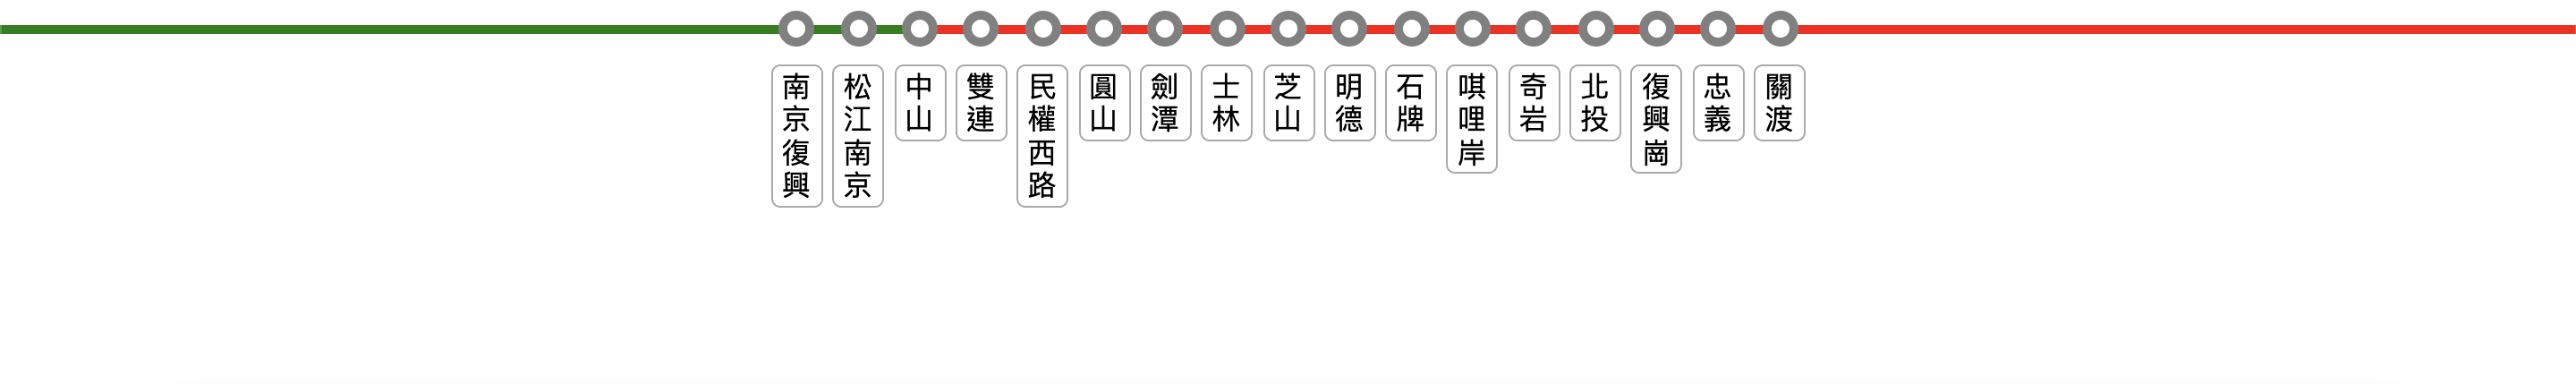 南京復興
松江南京
中山
雙連
民權西路
圓山
劍潭
士林
芝山
明德
石牌
唭哩岸
奇岩
北投
復興崗
忠義
關渡